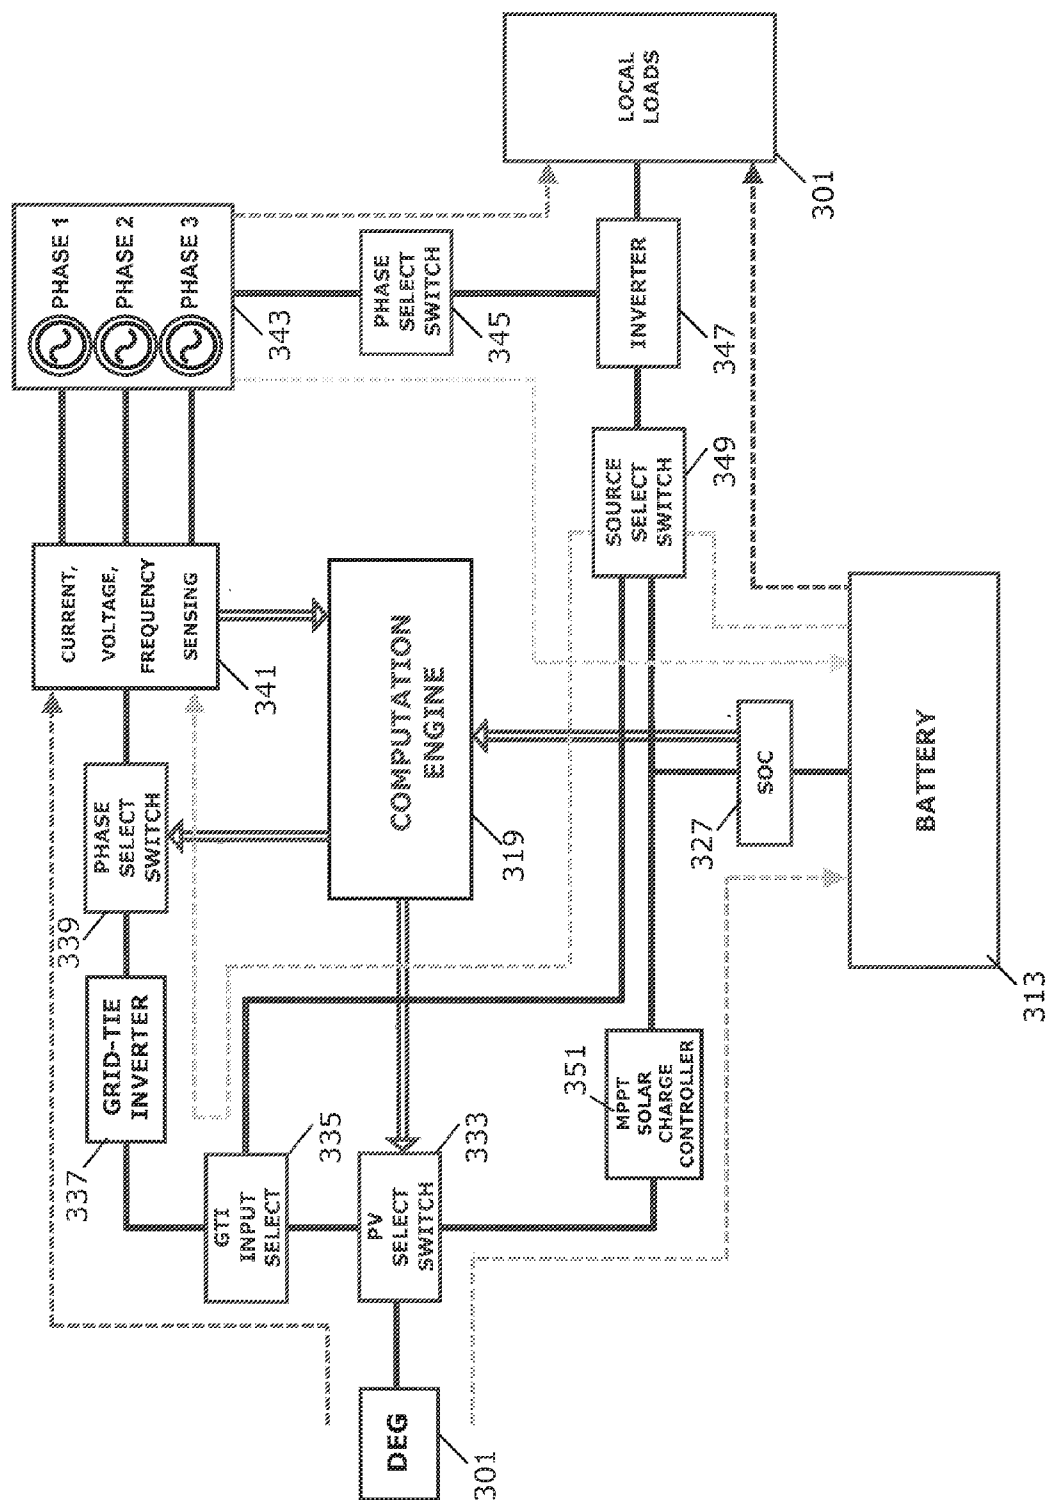 DEG
301
PV
SELECT
SWITCH
333
GTI
INPUT
SELECT
335
GRID-TIE
INVERTER
337
PHASE
SELECT
SWITCH
339
CURRENT,
VOLTAGE,
FREQUENCY
SENSING
341
PHASE 1
PHASE 2
PHASE 3
343
PHASE
SELECT
SWITCH
345
COMPUTATION
ENGINE
319
MPPT
SOLAR
CHARGE
CONTROLLER
351
SOURCE
SELECT
SWITCH
349
INVERTER
347
LOCAL
LOADS
301
SOC
327
BATTERY
313